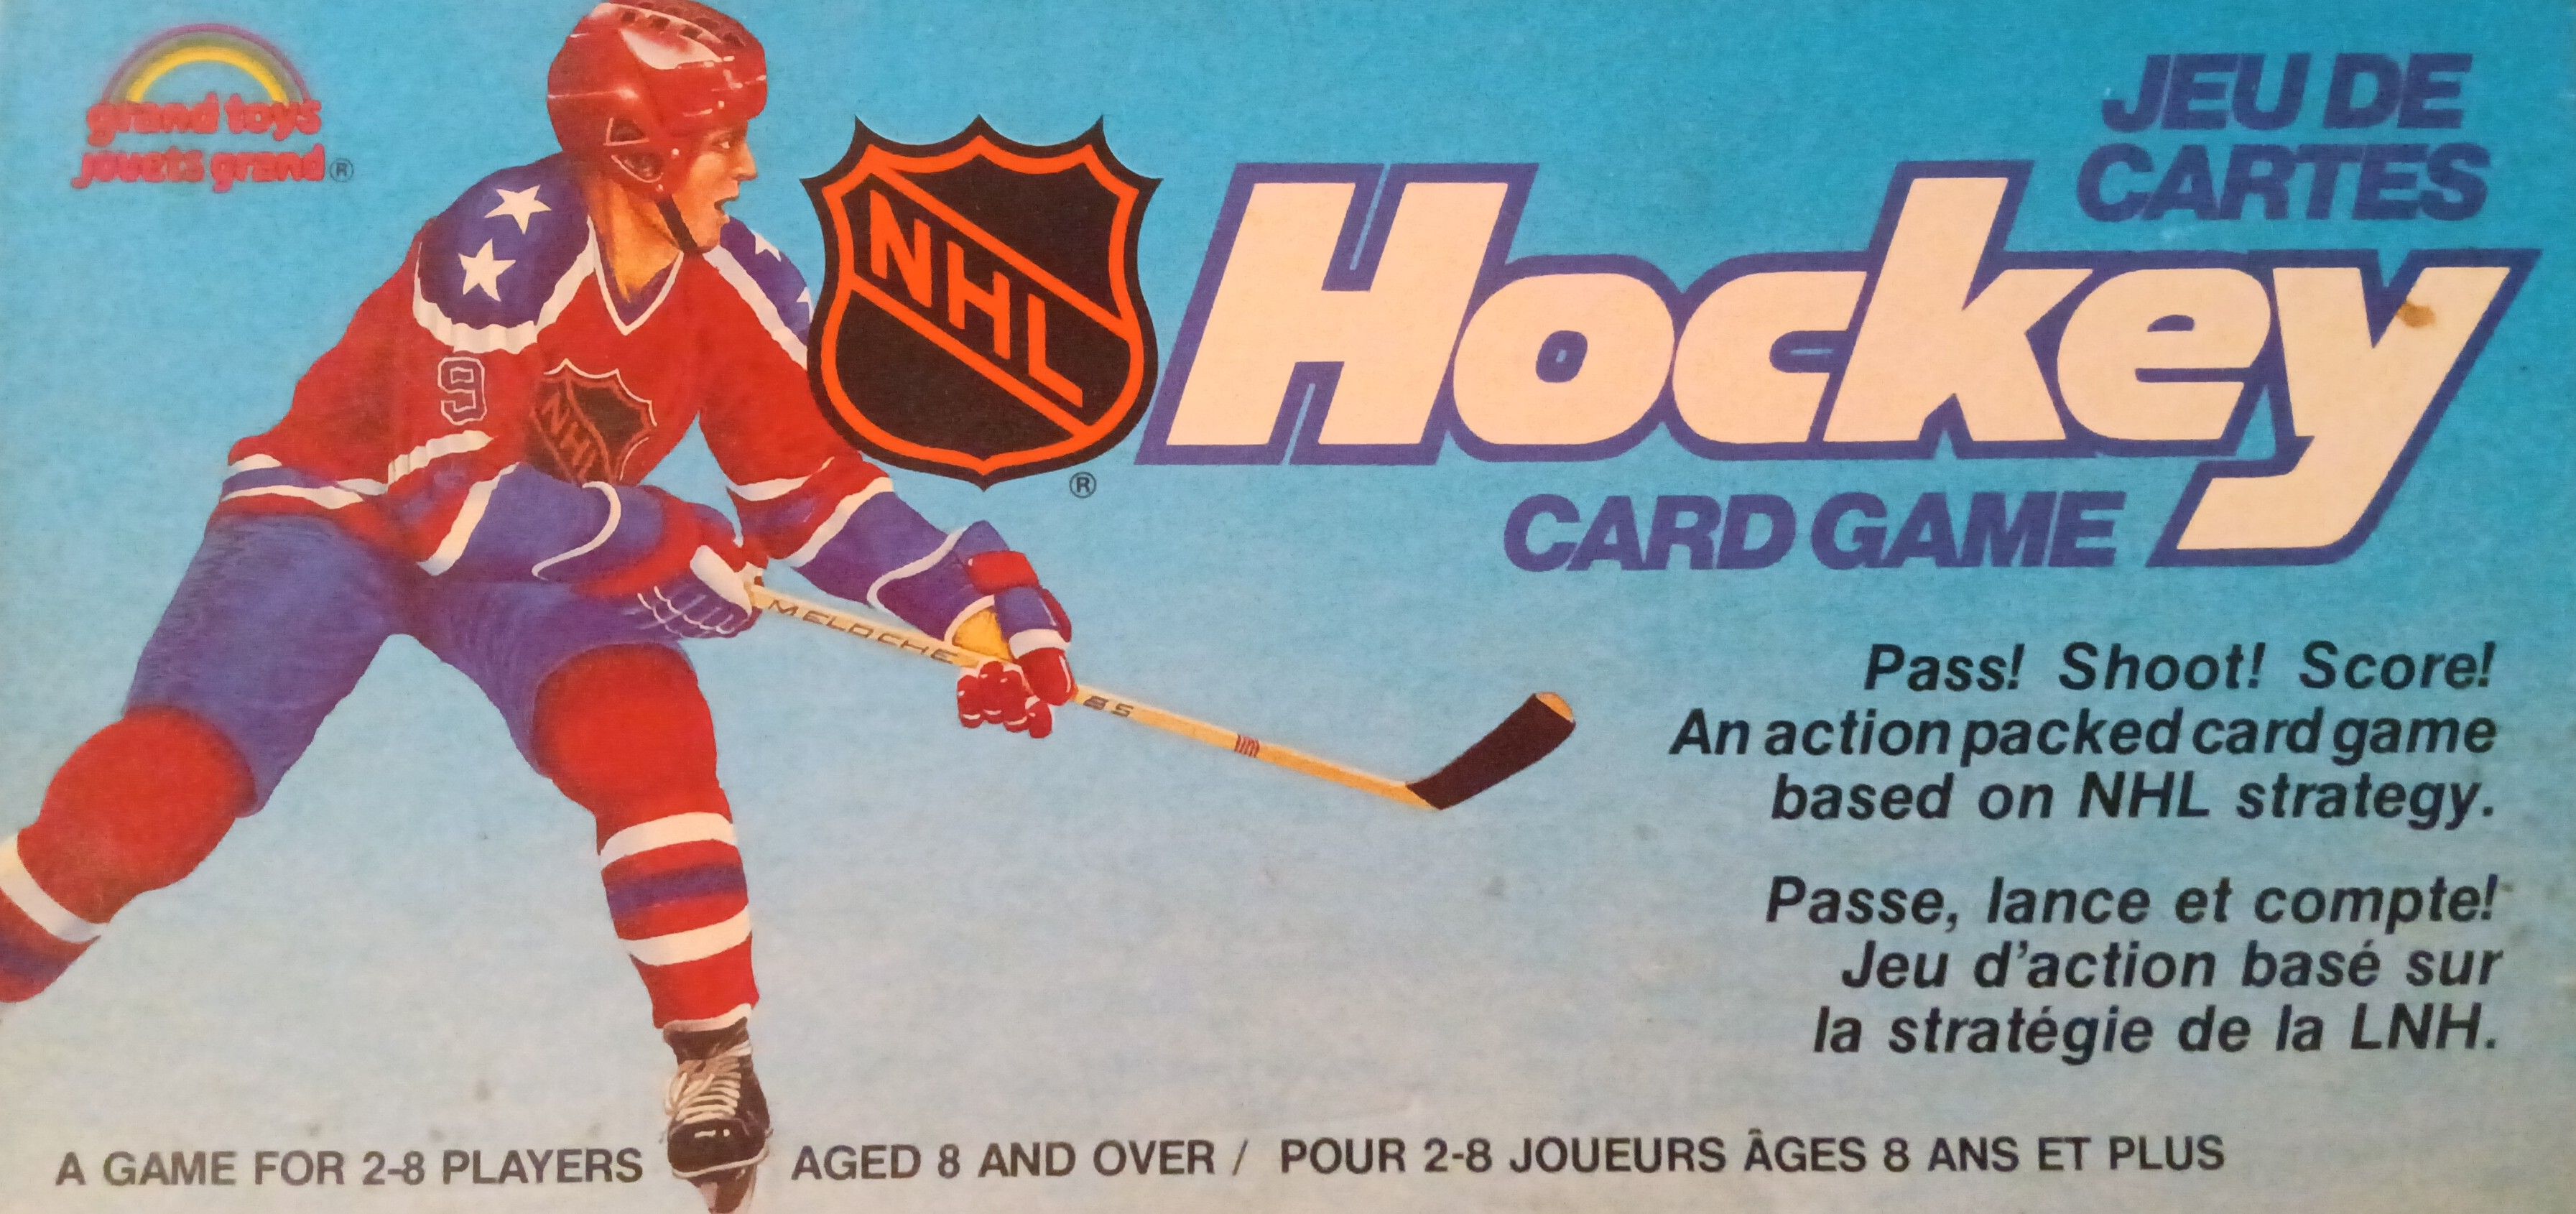 grand toys
jouets grand®
JEU DE
CARTES
NHL
®
Hockey
CARD GAME
9
NHL
MELOCHE 85
Pass! Shoot! Score!
An action packed card game
based on NHL strategy.
Passe, lance et compte!
Jeu d'action basé sur
la stratégie de la LNH.
A GAME FOR 2-8 PLAYERS AGED 8 AND OVER / POUR 2-8 JOUEURS ÂGES 8 ANS ET PLUS